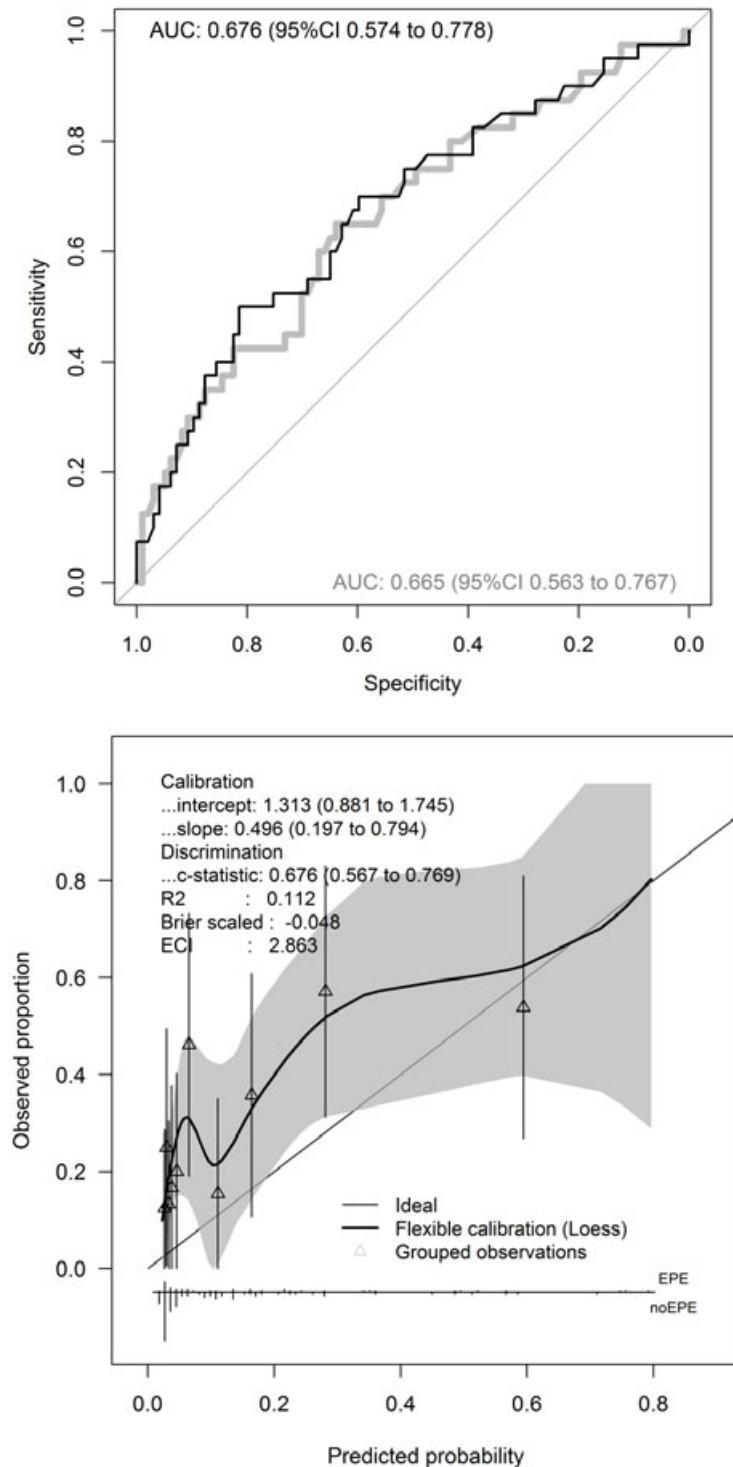 AUC: 0.676 (95%CI 0.574 to 0.778)
1.0
0.8
0.6
0.4
0.2
0.0
Sensitivity
AUC: 0.665 (95%CI 0.563 to 0.767)
1.0 0.8 0.6 0.4 0.2 0.0
Specificity
1.0
0.8
0.6
0.4
0.2
0.0
Observed proportion
Calibration
...intercept: 1.313 (0.881 to 1.745)
...slope: 0.496 (0.197 to 0.794)
Discrimination
...c-statistic: 0.676 (0.567 to 0.769)
R2 : 0.112
Brier scaled : -0.048
ECI : 2.863
Ideal
Flexible calibration (Loess)
Grouped observations
EPE
noEPE
0.0 0.2 0.4 0.6 0.8
Predicted probability